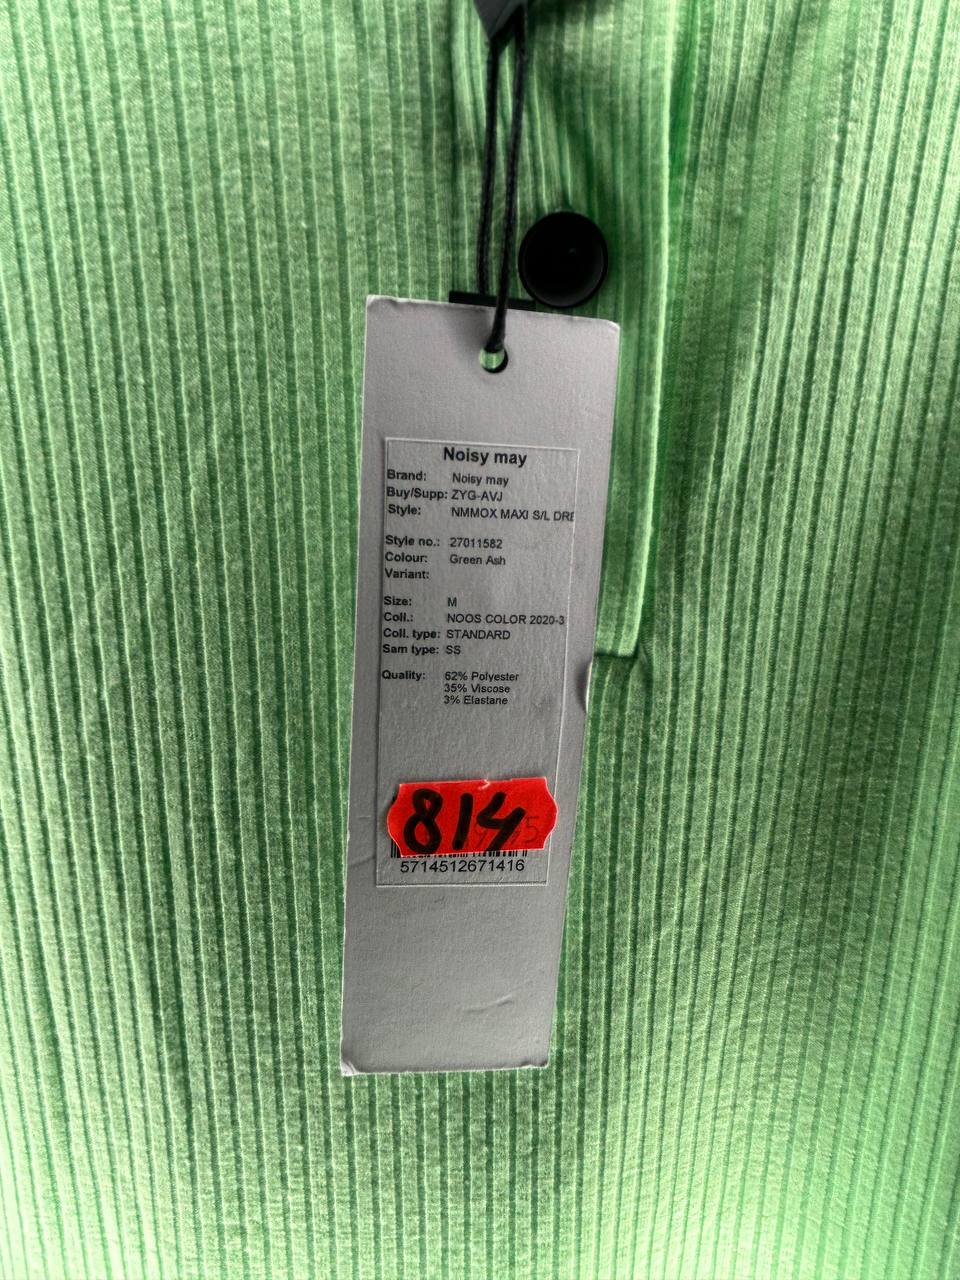 Noisy may
Brand: Noisy may
Buy/Supp: ZYG-AVJ
Style: NMMOX MAXI S/L DRE
Style no.: 27011582
Colour: Green Ash
Variant:
Size: M
Coll.: NOOS COLOR 2020-3
Coll. type: STANDARD
Sam type: SS
Quality: 62% Polyester
35% Viscose
3% Elastane
814
5714512671416